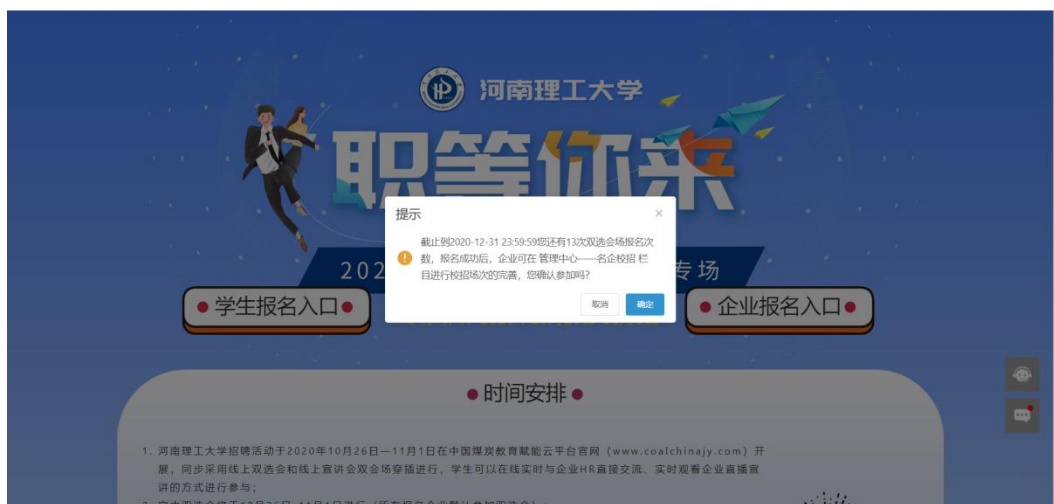 河南理工大学
职等你来
提示
截止到2020-12-31 23:59:59您还有13次双选会场报名次
数，报名成功后，企业可在 管理中心——名企校招 栏
目进行校招场次的完善，您确认参加吗？
取消 确定
202 专场
学生报名入口 企业报名入口
时间安排
1. 河南理工大学招聘活动于2020年10月26日—11月1日在中国煤炭教育赋能云平台官网（www.coalchinajy.com）开
展，同步采用线上双选会和线上宣讲会双会场穿插进行，学生可以在线实时与企业HR直接交流、实时观看企业直播宣
讲的方式进行参与；